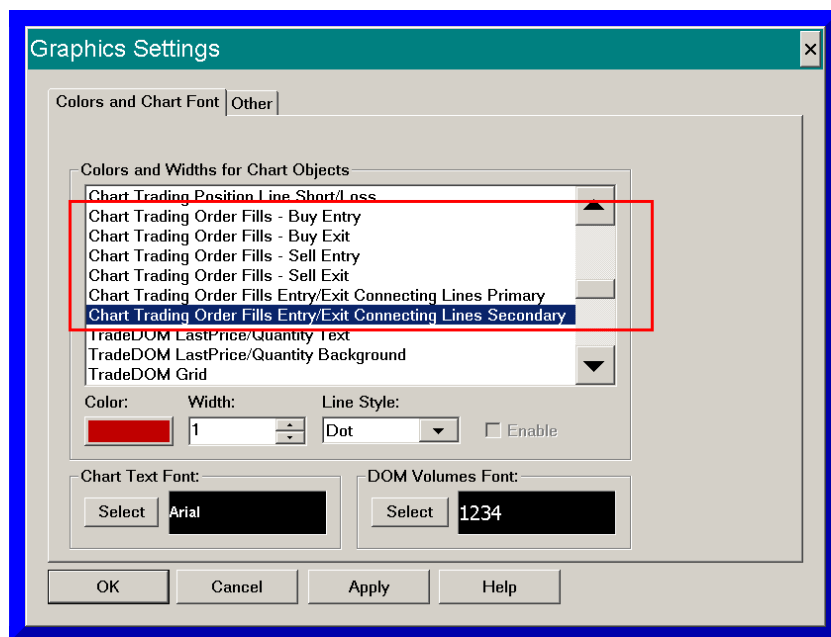 Graphics Settings
Colors and Chart Font
Other
Colors and Widths for Chart Objects
Chart Trading Position Line Short/Loss
Chart Trading Order Fills - Buy Entry
Chart Trading Order Fills - Buy Exit
Chart Trading Order Fills - Sell Entry
Chart Trading Order Fills - Sell Exit
Chart Trading Order Fills Entry/Exit Connecting Lines Primary
Chart Trading Order Fills Entry/Exit Connecting Lines Secondary
TradeDOM LastPrice/Quantity Text
TradeDOM LastPrice/Quantity Background
TradeDOM Grid
Color: Width: Line Style:
1 Dot Enable
Chart Text Font: DOM Volumes Font:
Select Arial Select 1234
OK Cancel Apply Help